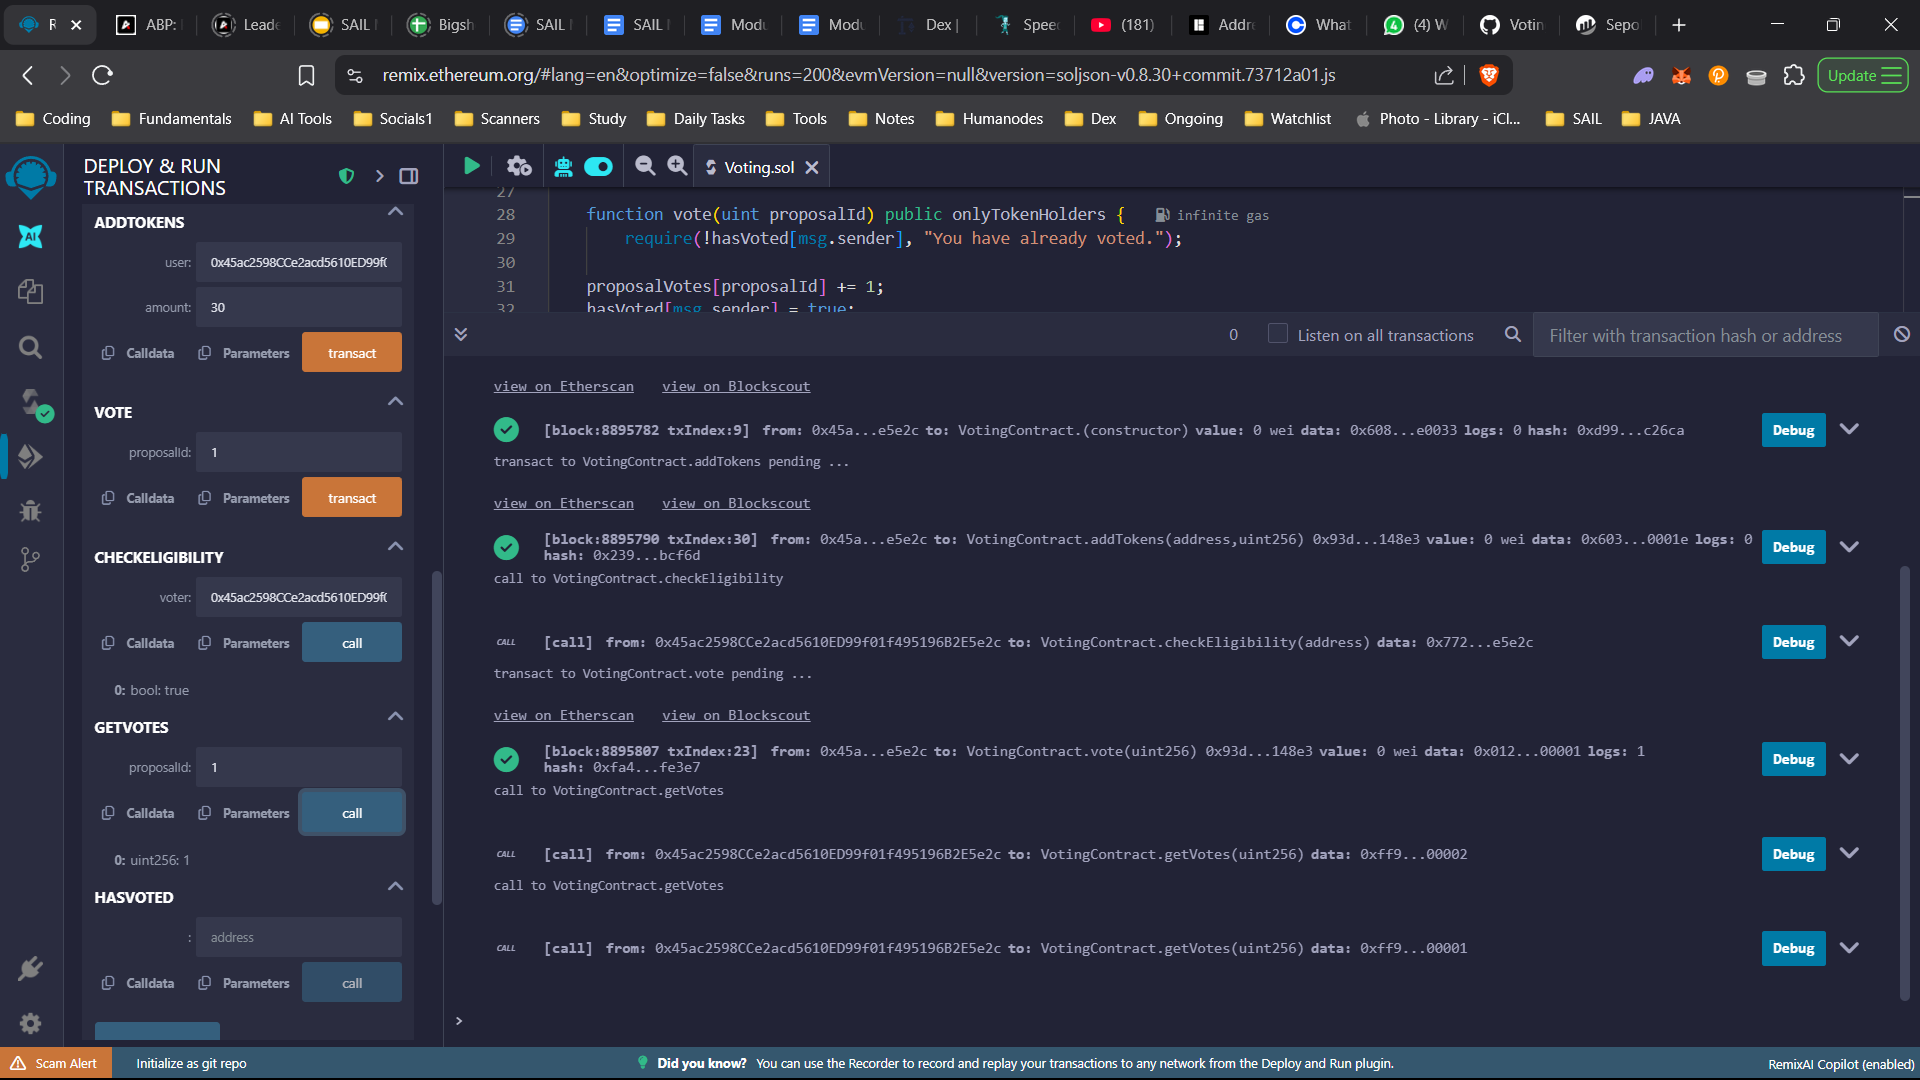 R
ABP:
Leade
SAIL
Bigsh
SAIL
SAIL
Modu
Modu
Dex |
Spee
(181)
Addre
What
(4) W
Votin
Sepo
remix.ethereum.org/#lang=en&optimize=false&runs=200&evmVersion=null&version=soljson-v0.8.30+commit.73712a01.js
Update
Coding
Fundamentals
AI Tools
Socials1
Scanners
Study
Daily Tasks
Tools
Notes
Humanodes
Dex
Ongoing
Watchlist
Photo - Library - iCl...
SAIL
JAVA
DEPLOY & RUN
TRANSACTIONS
ADDTOKENS
user: 0x45ac2598CCe2acd5610ED99f(
amount: 30
Calldata Parameters transact
VOTE
proposalId: 1
Calldata Parameters transact
CHECKELIGIBILITY
voter: 0x45ac2598CCe2acd5610ED99f(
Calldata Parameters call
0: bool: true
GETVOTES
proposalId: 1
Calldata Parameters call
0: uint256: 1
HASVOTED
: address
Calldata Parameters call
AI
Voting.sol
27
28 function vote(uint proposalId) public onlyTokenHolders { infinite gas
29 require(!hasVoted[msg.sender], "You have already voted.");
30
31 proposalVotes[proposalId] += 1;
32 hasVoted[msg.sender] = true;
0 Listen on all transactions Filter with transaction hash or address
view on Etherscan view on Blockscout
[block:8895782 txIndex:9] from: 0x45a...e5e2c to: VotingContract.(constructor) value: 0 wei data: 0x608...e0033 logs: 0 hash: 0xd99...c26ca Debug
transact to VotingContract.addTokens pending ...
view on Etherscan view on Blockscout
[block:8895790 txIndex:30] from: 0x45a...e5e2c to: VotingContract.addTokens(address,uint256) 0x93d...148e3 value: 0 wei data: 0x603...0001e logs: 0 Debug
hash: 0x239...bcf6d
call to VotingContract.checkEligibility
CALL [call] from: 0x45ac2598CCe2acd5610ED99f01f495196B2E5e2c to: VotingContract.checkEligibility(address) data: 0x772...e5e2c Debug
transact to VotingContract.vote pending ...
view on Etherscan view on Blockscout
[block:8895807 txIndex:23] from: 0x45a...e5e2c to: VotingContract.vote(uint256) 0x93d...148e3 value: 0 wei data: 0x012...00001 logs: 1 Debug
hash: 0xfa4...fe3e7
call to VotingContract.getVotes
CALL [call] from: 0x45ac2598CCe2acd5610ED99f01f495196B2E5e2c to: VotingContract.getVotes(uint256) data: 0xff9...00002 Debug
call to VotingContract.getVotes
CALL [call] from: 0x45ac2598CCe2acd5610ED99f01f495196B2E5e2c to: VotingContract.getVotes(uint256) data: 0xff9...00001 Debug
>
Scam Alert
Initialize as git repo
Did you know? You can use the Recorder to record and replay your transactions to any network from the Deploy and Run plugin.
RemixAI Copilot (enabled)